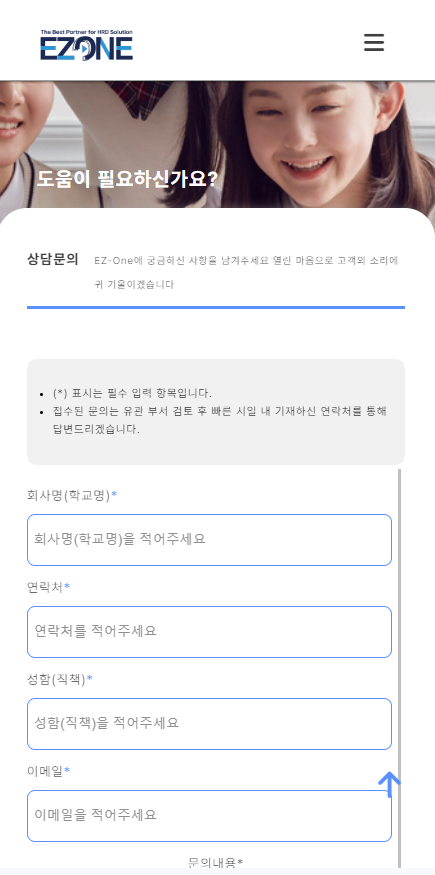 The Best Partner for HRD Solution
EZONE
도움이 필요하신가요?
상담문의
EZ-One에 궁금하신 사항을 남겨주세요 열린 마음으로 고객의 소리에
귀 기울이겠습니다
(*) 표시는 필수 입력 항목입니다.
접수된 문의는 유관 부서 검토 후 빠른 시일 내 기재하신 연락처를 통해
답변드리겠습니다.
회사명(학교명)*
회사명(학교명)을 적어주세요
연락처*
연락처를 적어주세요
성함(직책)*
성함(직책)을 적어주세요
이메일*
이메일을 적어주세요
문의내용*